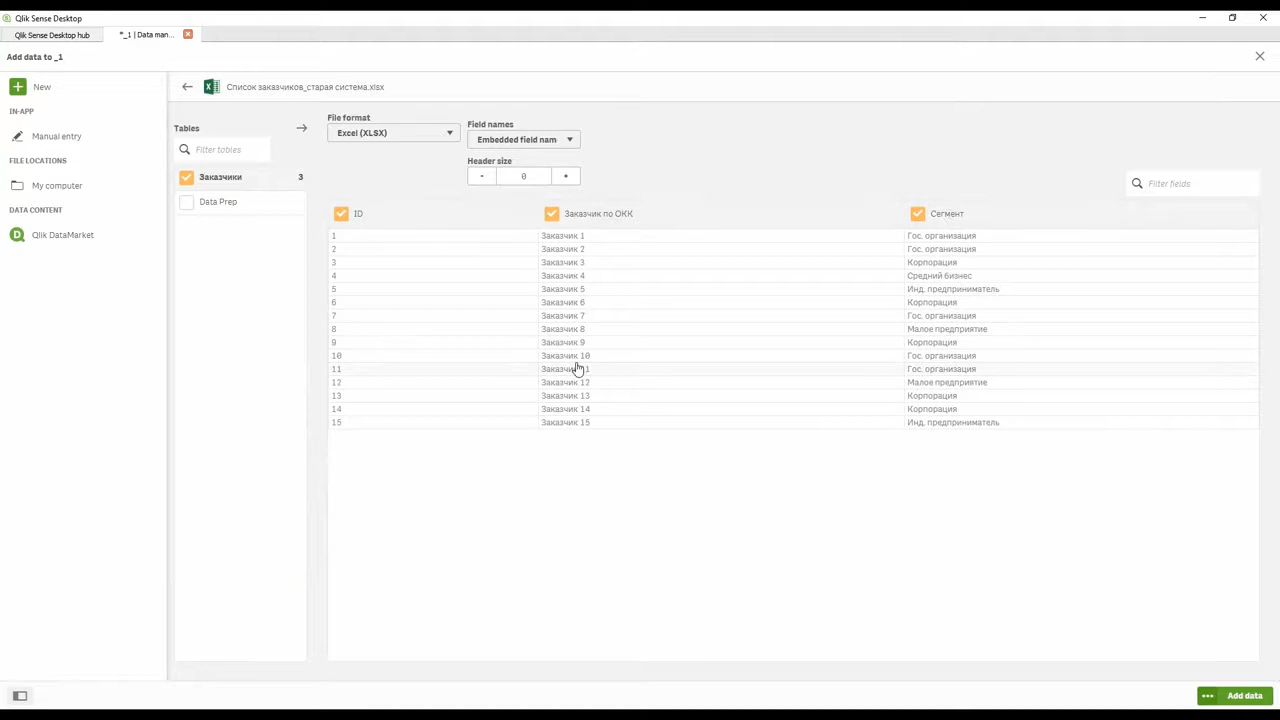 Qlik Sense Desktop
Qlik Sense Desktop hub
*_1 | Data man...
Add data to _1
New
IN-APP
Manual entry
FILE LOCATIONS
My computer
DATA CONTENT
Qlik DataMarket
Список заказчиков_старая система.xlsx
Tables
Filter tables
Заказчики 3
Data Prep
File format
Excel (XLSX)
Field names
Embedded field nam
Header size
- 0 +
Filter fields
ID Заказчик по ОКК Сегмент
1 Заказчик 1 Гос. организация
2 Заказчик 2 Гос. организация
3 Заказчик 3 Корпорация
4 Заказчик 4 Средний бизнес
5 Заказчик 5 Инд. предприниматель
6 Заказчик 6 Корпорация
7 Заказчик 7 Гос. организация
8 Заказчик 8 Малое предприятие
9 Заказчик 9 Корпорация
10 Заказчик 10 Гос. организация
11 Заказчик 11 Гос. организация
12 Заказчик 12 Малое предприятие
13 Заказчик 13 Корпорация
14 Заказчик 14 Корпорация
15 Заказчик 15 Инд. предприниматель
Add data